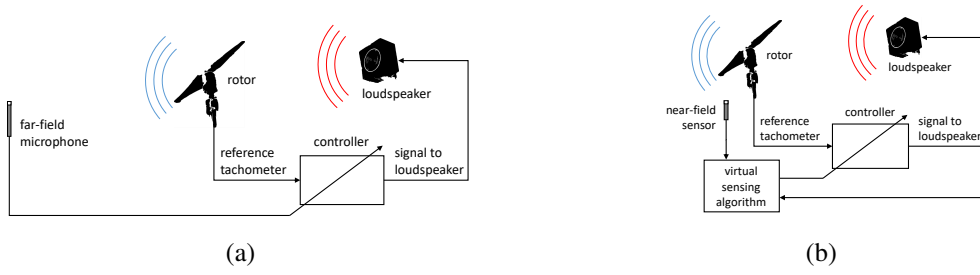 rotor
loudspeaker
far-field
microphone
reference
tachometer
controller
signal to
loudspeaker
(a)
rotor
loudspeaker
near-field
sensor
reference
tachometer
controller
signal to
loudspeaker
virtual
sensing
algorithm
(b)